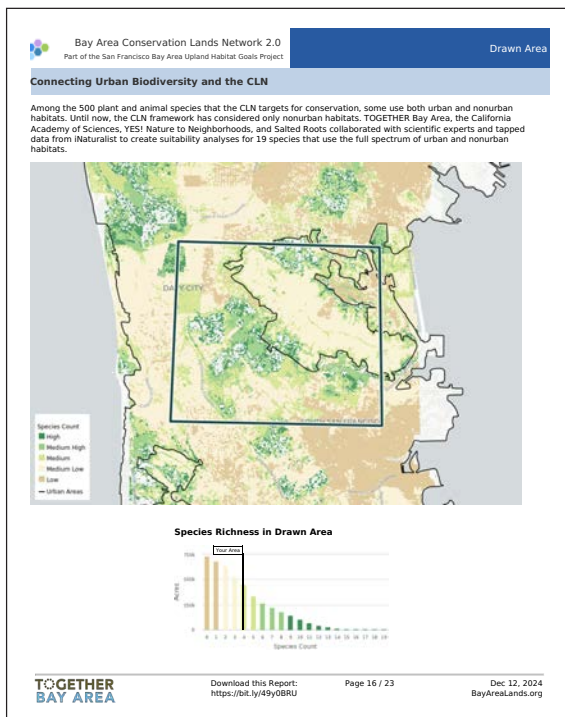 Bay Area Conservation Lands Network 2.0
Part of the San Francisco Bay Area Upland Habitat Goals Project
Drawn Area
Connecting Urban Biodiversity and the CLN
Among the 500 plant and animal species that the CLN targets for conservation, some use both urban and nonurban
habitats. Until now, the CLN framework has considered only nonurban habitats. TOGETHER Bay Area, the California
Academy of Sciences, YES! Nature to Neighborhoods, and Salted Roots collaborated with scientific experts and tapped
data from iNaturalist to create suitability analyses for 19 species that use the full spectrum of urban and nonurban
habitats.
DALY CITY
SOUTH SAN FRANCISCO
Species Count
High
Medium High
Medium
Medium Low
Low
Urban Areas
Species Richness in Drawn Area
Your Area
Acres
750k
500k
250k
0
0 1 2 3 4 5 6 7 8 9 10 11 12 13 14 15 16 17 18 19
Species Count
TOGETHER
BAY AREA
Download this Report:
https://bit.ly/49y0BRU
Page 16 / 23
Dec 12, 2024
BayAreaLands.org